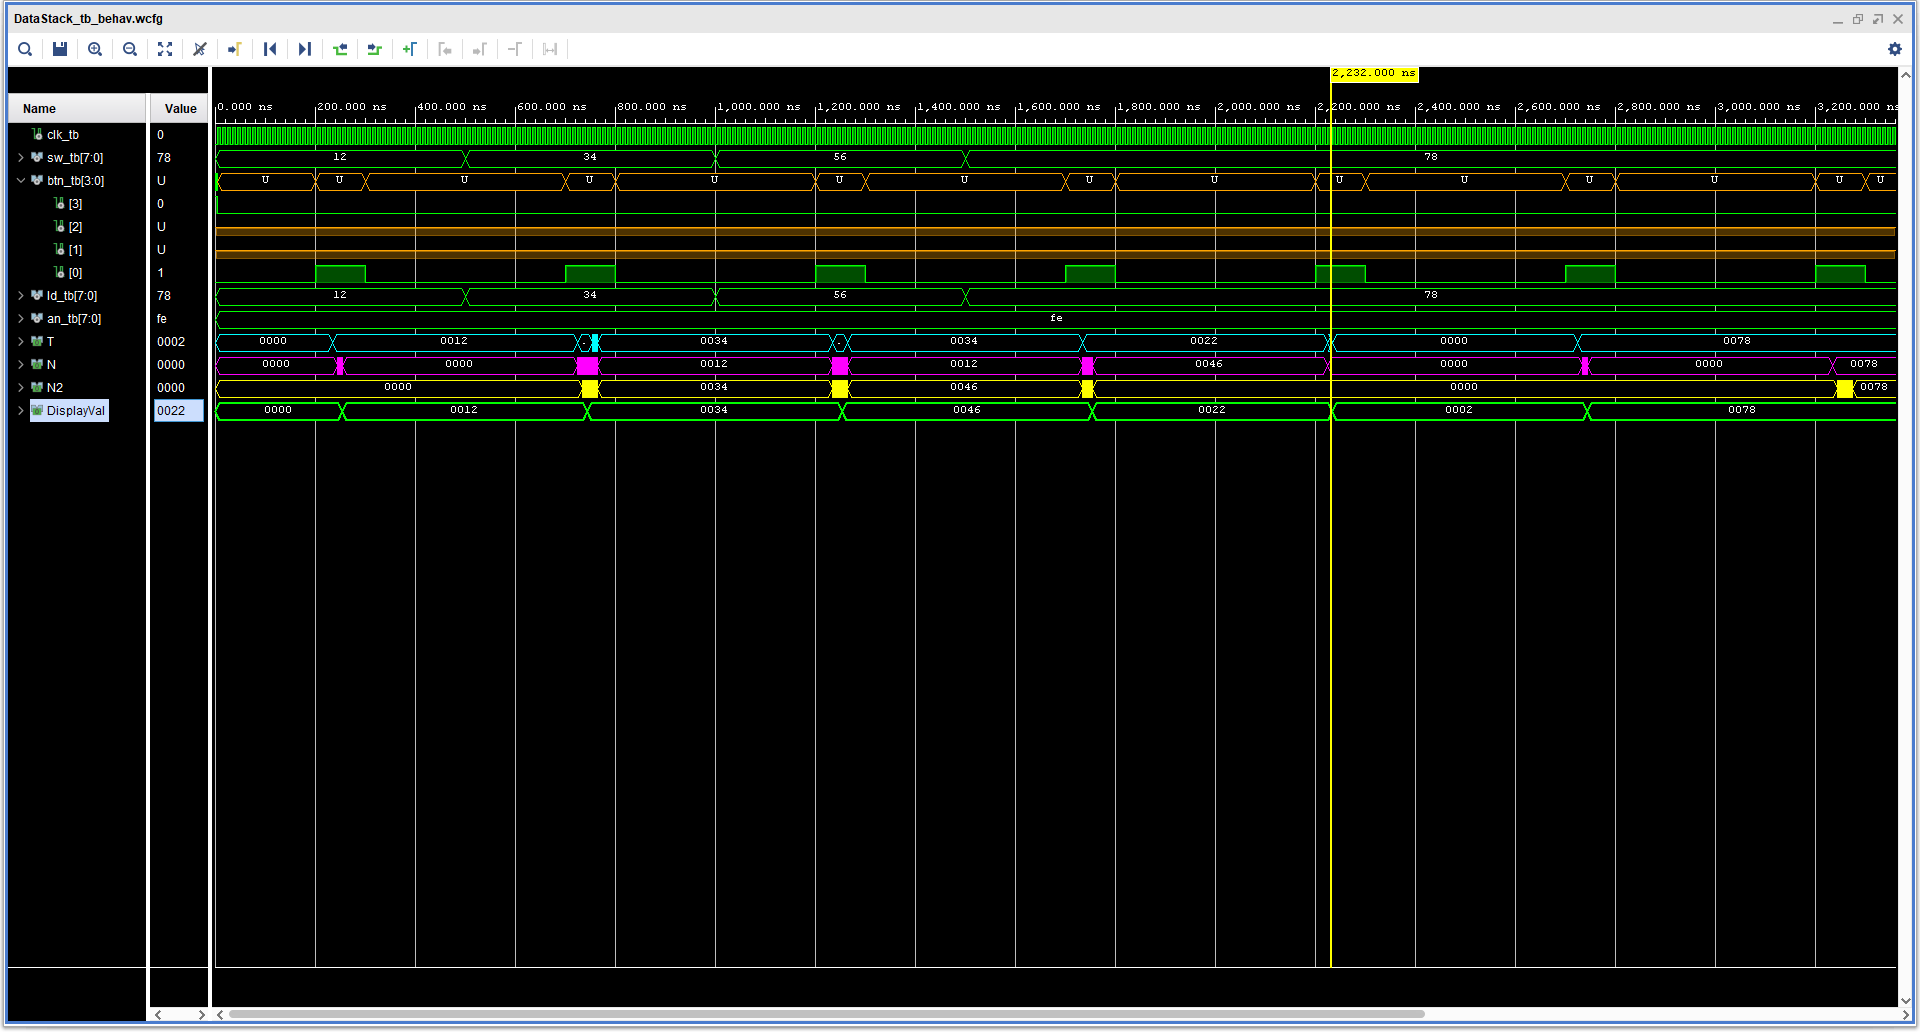 DataStack_tb_behav.wcfg
2,232.000 ns
Name Value
0.000 ns 200.000 ns 400.000 ns 600.000 ns 800.000 ns 1,000.000 ns 1,200.000 ns 1,400.000 ns 1,600.000 ns 1,800.000 ns 2,000.000 ns 2,200.000 ns 2,400.000 ns 2,600.000 ns 2,800.000 ns 3,000.000 ns 3,200.000 ns
clk_tb 0
sw_tb[7:0] 78 12 34 56 78
btn_tb[3:0] U U U U U U U U U U U U U U U U
[3] 0
[2] U
[1] U
[0] 1
ld_tb[7:0] 78 12 34 56 78
an_tb[7:0] fe fe
T 0002 0000 0012 . 0034 . 0034 0022 0000 0078
N 0000 0000 0000 0012 0012 0046 0000 0000 0078
N2 0000 0000 0034 0046 0000 0078
DisplayVal 0022 0000 0012 0034 0046 0022 0002 0078